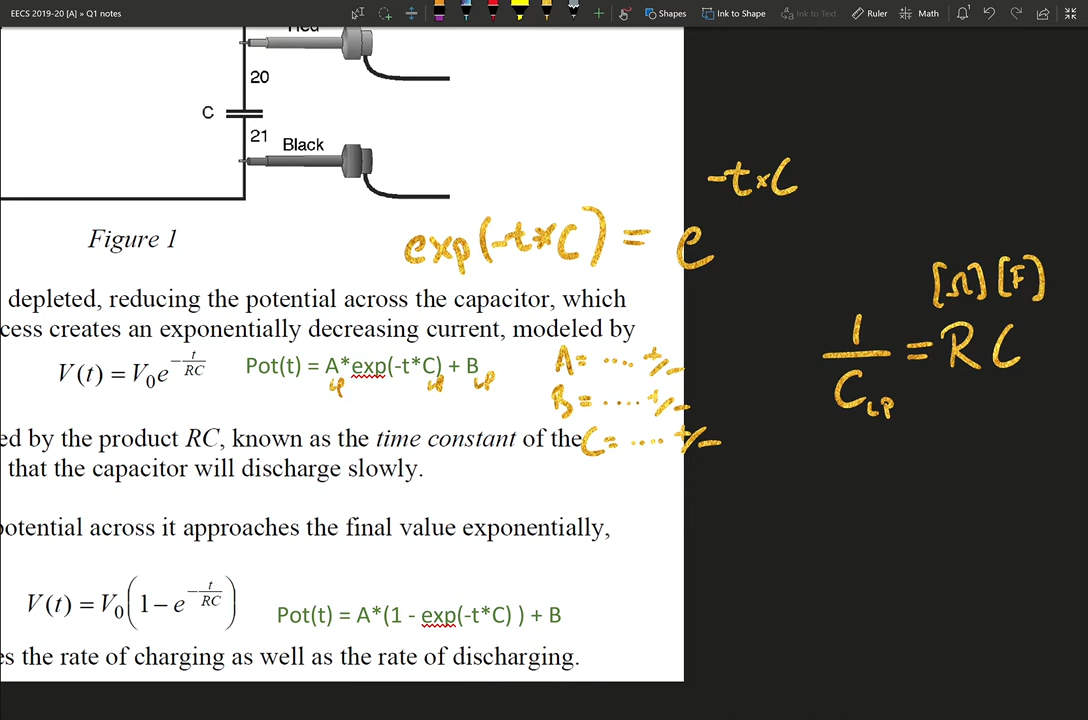 EECS 2019-20 [A] » Q1 notes
Shapes
Ink to Shape
Ink to Text
Ruler
Math
Red
20
C
21
Black
-t*C
exp(-t*C) = e
Figure 1
[Ω] [F]
depleted, reducing the potential across the capacitor, which
cess creates an exponentially decreasing current, modeled by
1/C_LP = RC
V(t) = V₀e^(-t/RC)
Pot(t) = A*exp(-t*C) + B
A = .... +/-
B = .... +/-
ed by the product RC, known as the time constant of the
C = .... +/-
that the capacitor will discharge slowly.
potential across it approaches the final value exponentially,
V(t) = V₀(1 – e^(-t/RC))
Pot(t) = A*(1 - exp(-t*C) ) + B
es the rate of charging as well as the rate of discharging.